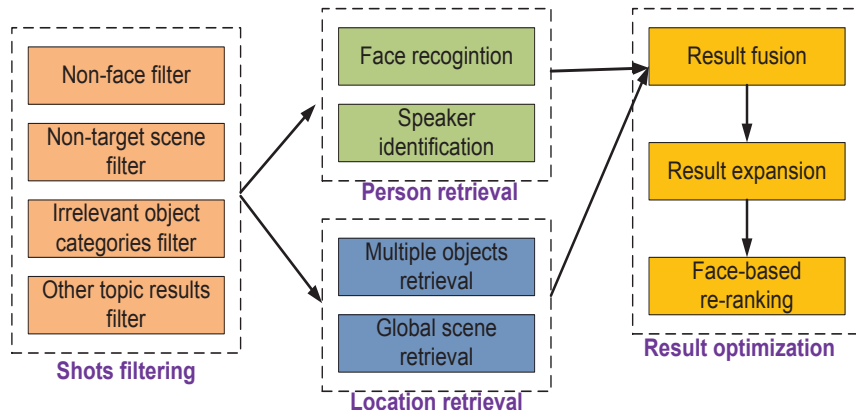 Non-face filter
Non-target scene
filter
Irrelevant object
categories filter
Other topic results
filter
Shots filtering
Face recogintion
Speaker
identification
Person retrieval
Multiple objects
retrieval
Global scene
retrieval
Location retrieval
Result fusion
Result expansion
Face-based
re-ranking
Result optimization